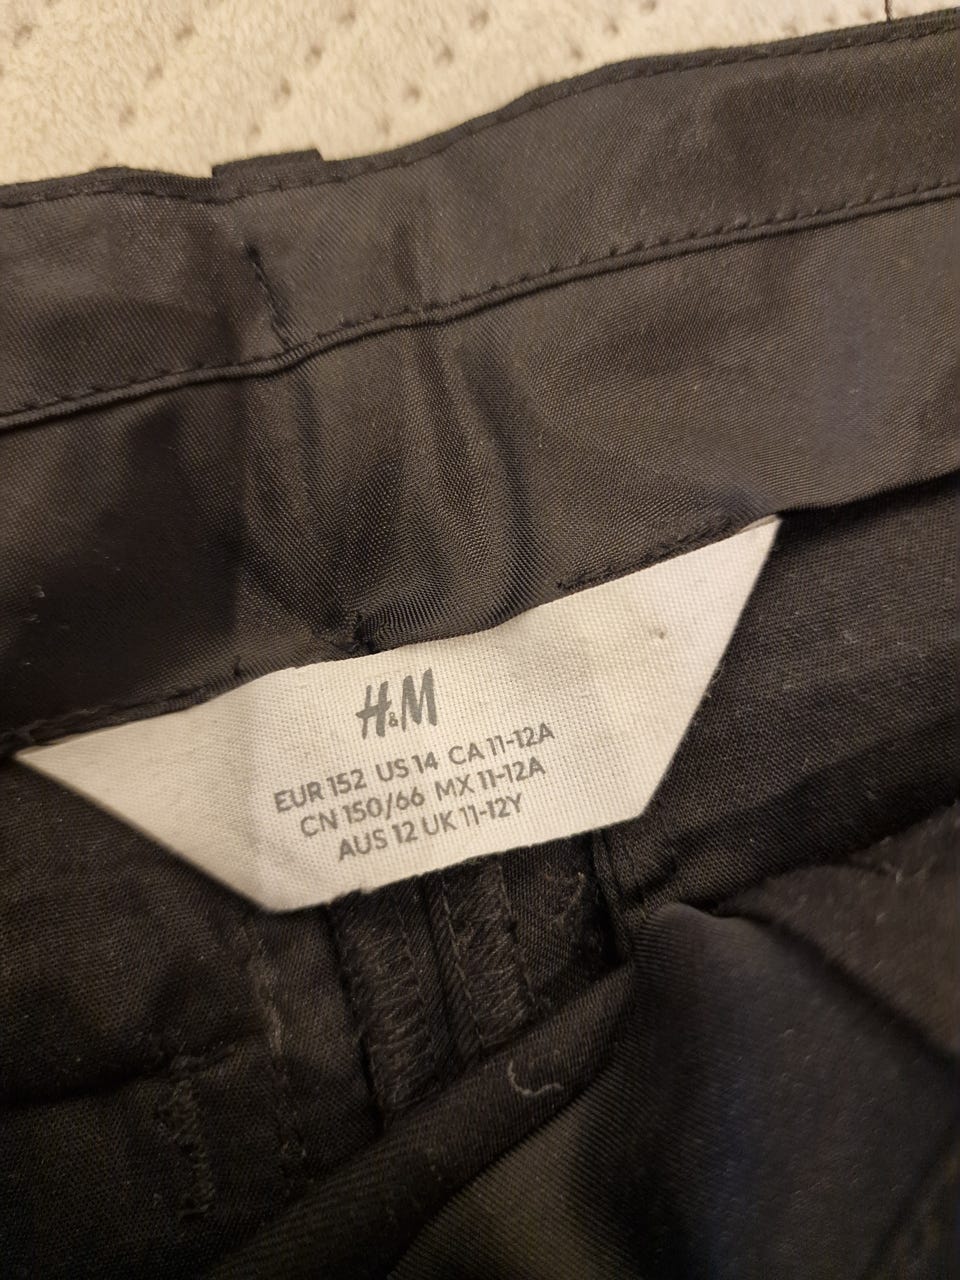 H&M
EUR 152 US 14 CA 11-12A
CN 150/66 MX 11-12A
AUS 12 UK 11-12Y